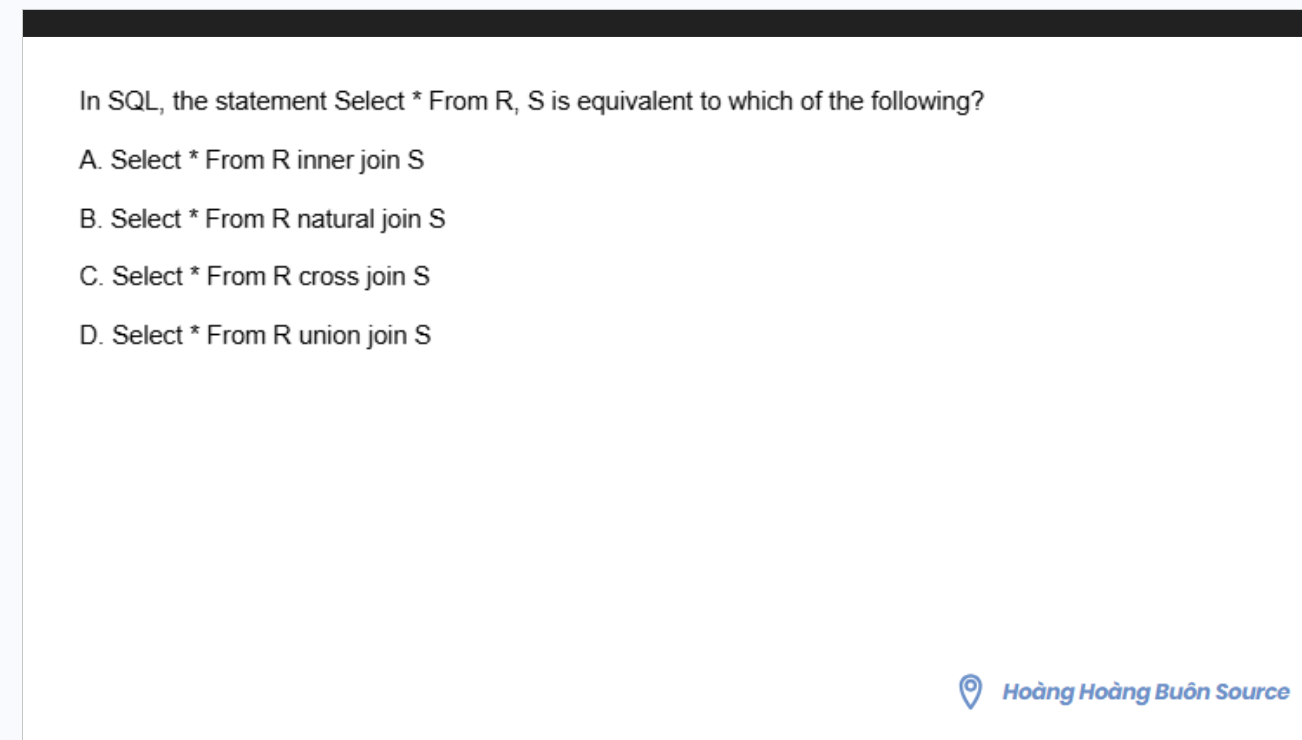 In SQL, the statement Select * From R, S is equivalent to which of the following?
A. Select * From R inner join S
B. Select * From R natural join S
C. Select * From R cross join S
D. Select * From R union join S
Hoàng Hoàng Buôn Source